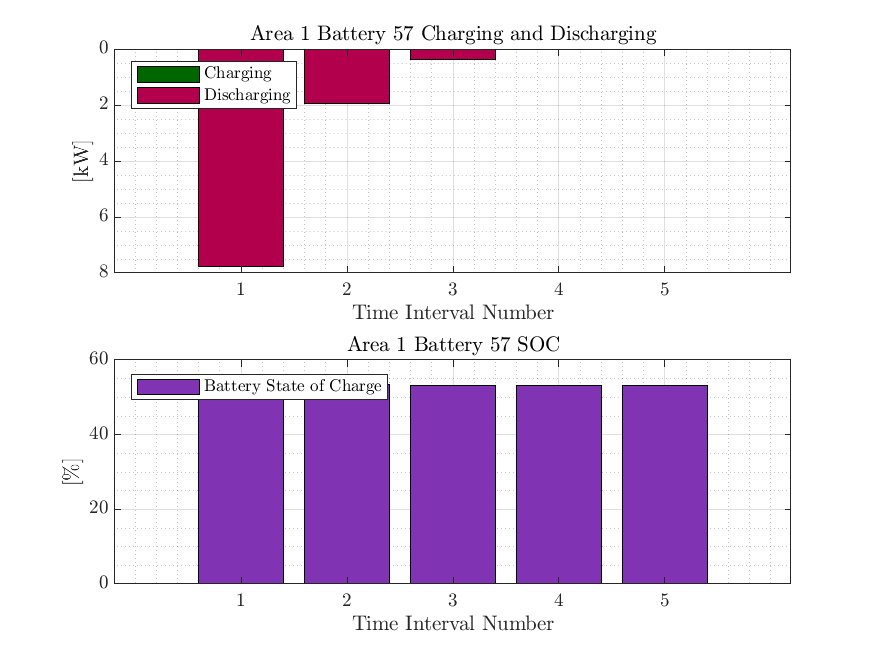 Area 1 Battery 57 Charging and Discharging
0
2
4
6
8
[kW]
Charging
Discharging
1 2 3 4 5
Time Interval Number
Area 1 Battery 57 SOC
60
40
20
0
[%]
Battery State of Charge
1 2 3 4 5
Time Interval Number